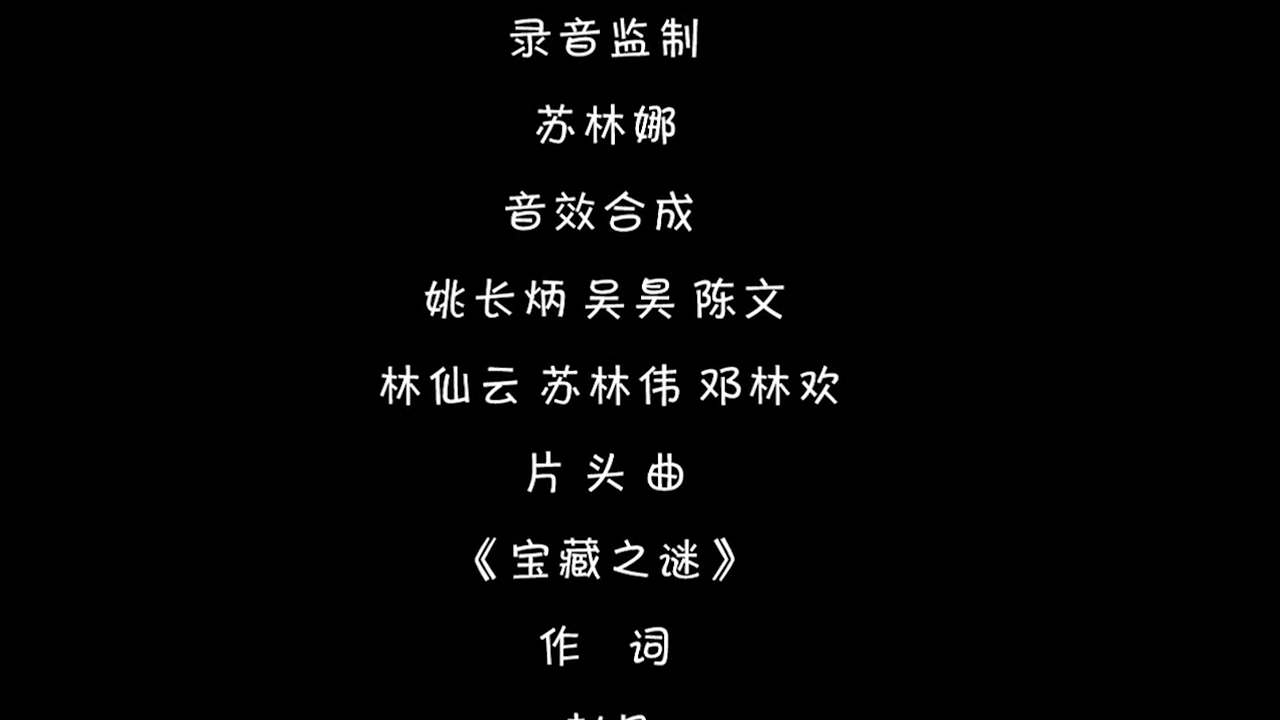 录音监制
苏林娜
音效合成
姚长炳 吴昊 陈文
林仙云 苏林伟 邓林欢
片 头 曲
《宝藏之谜》
作 词